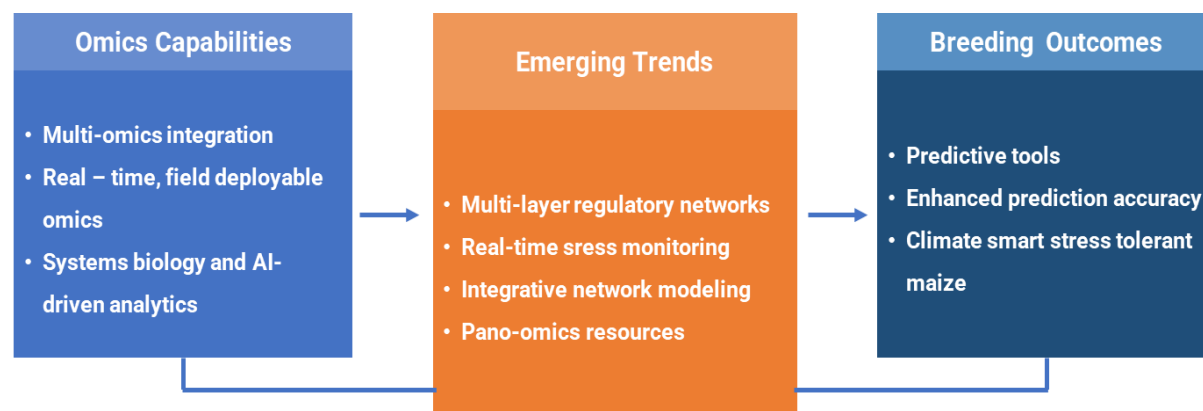 Omics Capabilities
• Multi-omics integration
• Real – time, field deployable
omics
• Systems biology and AI-
driven analytics
Emerging Trends
• Multi-layer regulatory networks
• Real-time sress monitoring
• Integrative network modeling
• Pano-omics resources
Breeding Outcomes
• Predictive tools
• Enhanced prediction accuracy
• Climate smart stress tolerant
maize